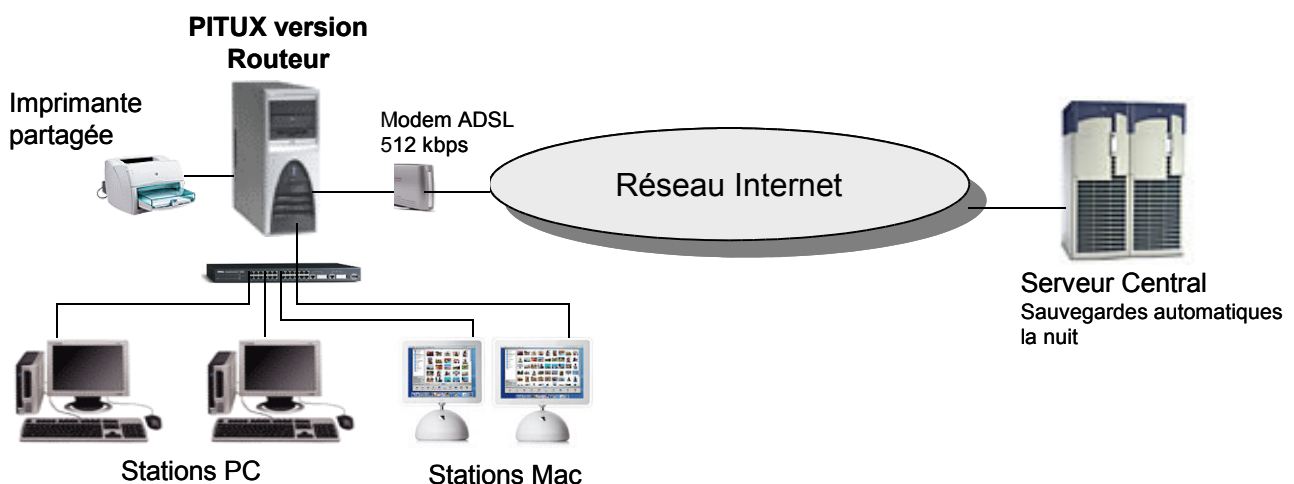 PITUX version
Routeur
Imprimante
partagée
Modem ADSL
512 kbps
Réseau Internet
Serveur Central
Sauvegardes automatiques
la nuit
Stations PC
Stations Mac